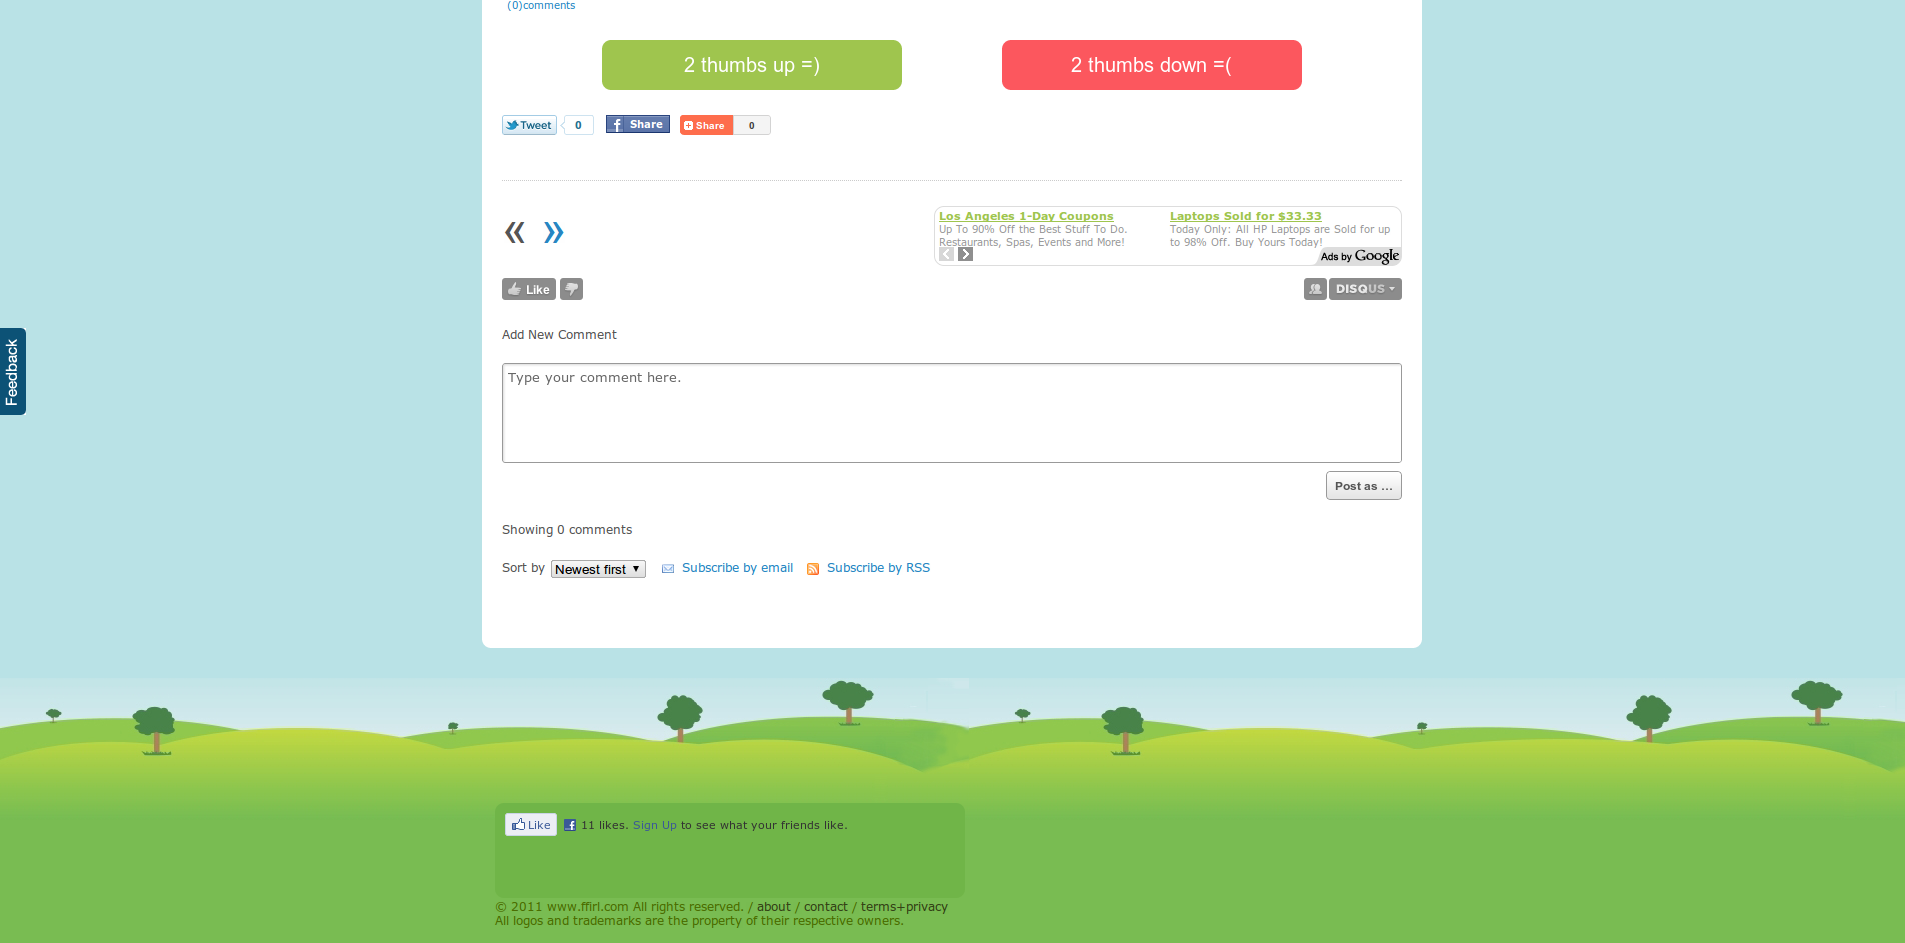 (0)comments
2 thumbs up =)
2 thumbs down =(
Tweet 0 Share Share 0
« »
Los Angeles 1-Day Coupons
Up To 90% Off the Best Stuff To Do.
Restaurants, Spas, Events and More!
Laptops Sold for $33.33
Today Only: All HP Laptops are Sold for up
to 98% Off. Buy Yours Today!
Ads by Google
Like
DISQUS
Feedback
Add New Comment
Type your comment here.
Post as ...
Showing 0 comments
Sort by Newest first Subscribe by email Subscribe by RSS
Like 11 likes. Sign Up to see what your friends like.
© 2011 www.ffirl.com All rights reserved. / about / contact / terms+privacy
All logos and trademarks are the property of their respective owners.